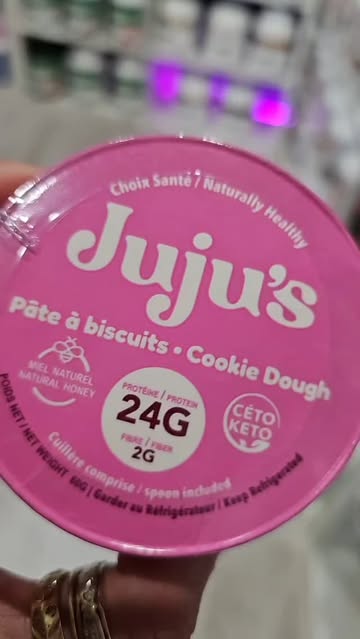 Choix Santé / Naturally Healthy
Juju's
Pâte à biscuits • Cookie Dough
MIEL NATUREL
NATURAL HONEY
PROTÉINE / PROTEIN
24G
FIBRE / FIBER
2G
CÉTO
KETO
Cuillère comprise / spoon included
POIDS NET / NET WEIGHT 60G / Garder au Réfrigérateur / Keep Refrigerated